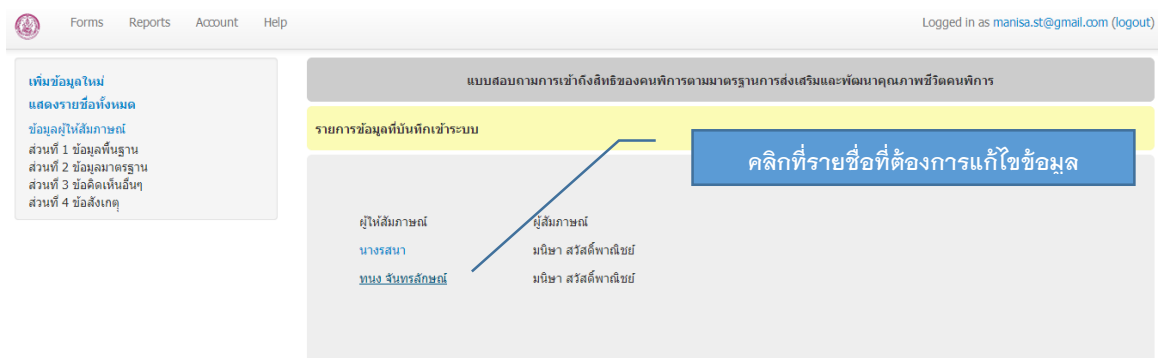 Forms Reports Account Help Logged in as manisa.st@gmail.com (logout)
เพิ่มข้อมูลใหม่
แสดงรายชื่อทั้งหมด
ข้อมูลผู้ให้สัมภาษณ์
ส่วนที่ 1 ข้อมูลพื้นฐาน
ส่วนที่ 2 ข้อมูลมาตรฐาน
ส่วนที่ 3 ข้อคิดเห็นอื่นๆ
ส่วนที่ 4 ข้อสังเกตุ
แบบสอบถามการเข้าถึงสิทธิของคนพิการตามมาตรฐานการส่งเสริมและพัฒนาคุณภาพชีวิตคนพิการ
รายการข้อมูลที่บันทึกเข้าระบบ
คลิกที่รายชื่อที่ต้องการแก้ไขข้อมูล
ผู้ให้สัมภาษณ์ ผู้สัมภาษณ์
นางรสนา มนิษา สวัสดิ์พาณิชย์
ทนง จันทรลักษณ์ มนิษา สวัสดิ์พาณิชย์